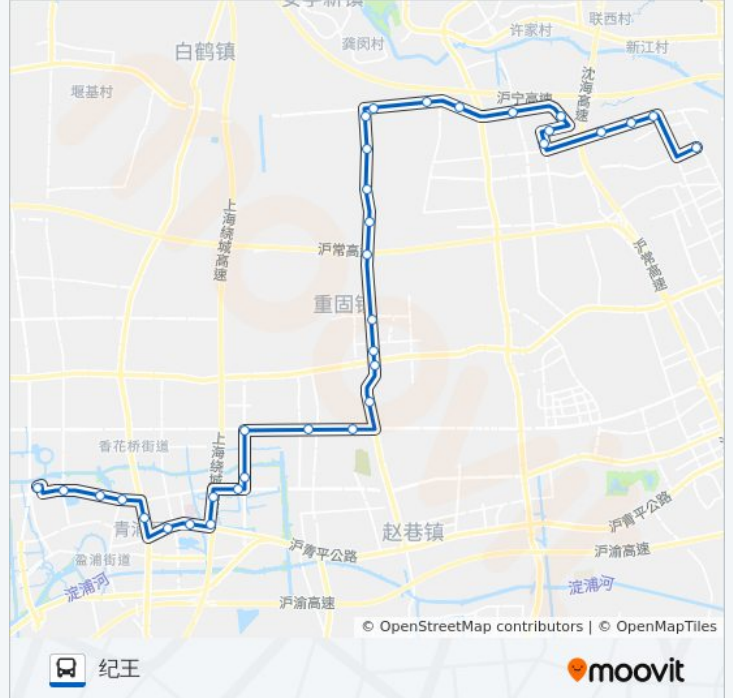 安亭新镇
联西村
许家村
龚闵村
新江村
白鹤镇
堰基村
沪宁高速
沈海高速
上海绕城高速
沪常高速
沪常高速
重固镇
上海绕城
香花桥街道
青浦
赵巷镇
沪青平公路
沪青平公路
盈浦街道
沪渝高速
淀浦河
淀浦河
沪渝高速
© OpenStreetMap contributors | © OpenMapTiles
纪王
moovit